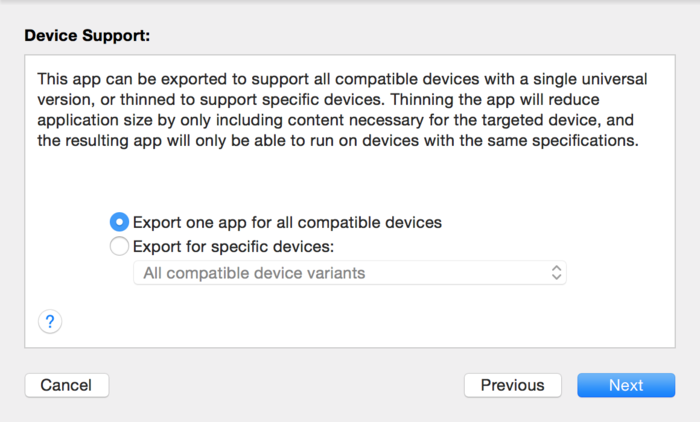 Device Support:
This app can be exported to support all compatible devices with a single universal
version, or thinned to support specific devices. Thinning the app will reduce
application size by only including content necessary for the targeted device, and
the resulting app will only be able to run on devices with the same specifications.
Export one app for all compatible devices
Export for specific devices:
All compatible device variants
?
Cancel
Previous
Next